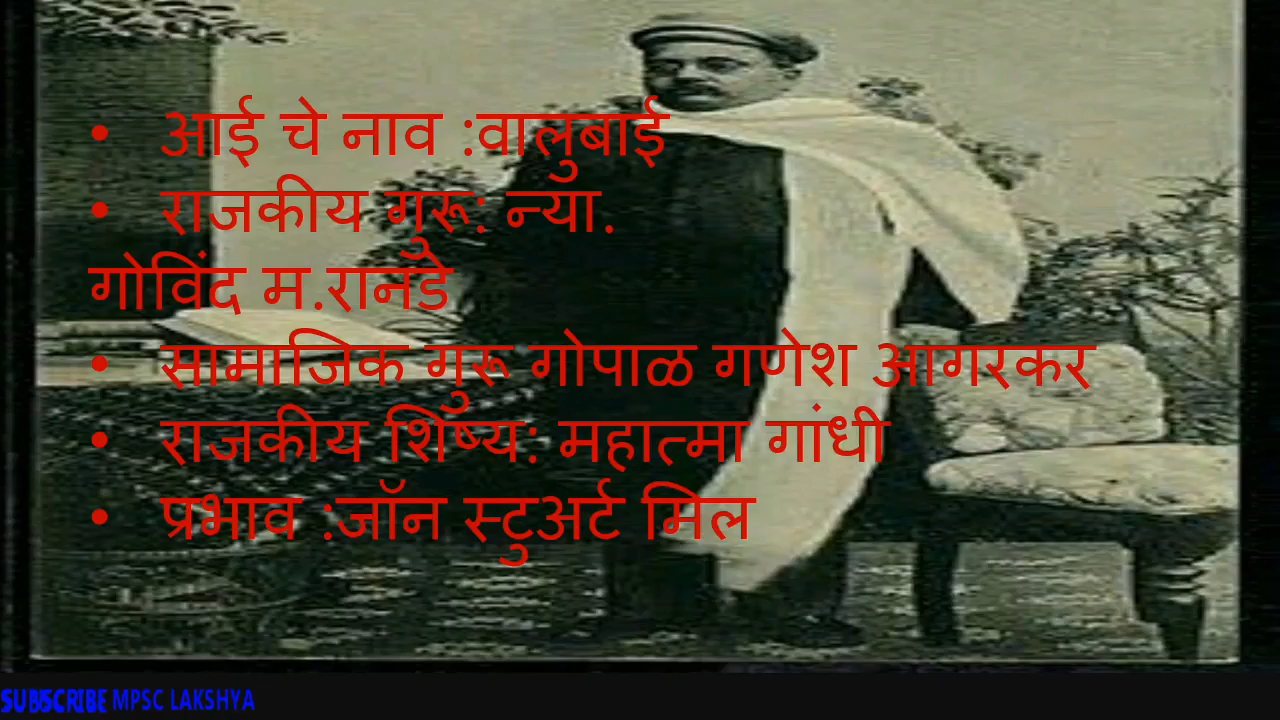 • आई चे नाव :वालुबाई
• राजकीय गुरू: न्या.
गोविंद म.रानडे
• सामाजिक गुरू गोपाळ गणेश आगरकर
• राजकीय शिष्य: महात्मा गांधी
• प्रभाव :जॉन स्टुअर्ट मिल
SUBSCRIBE MPSC LAKSHYA